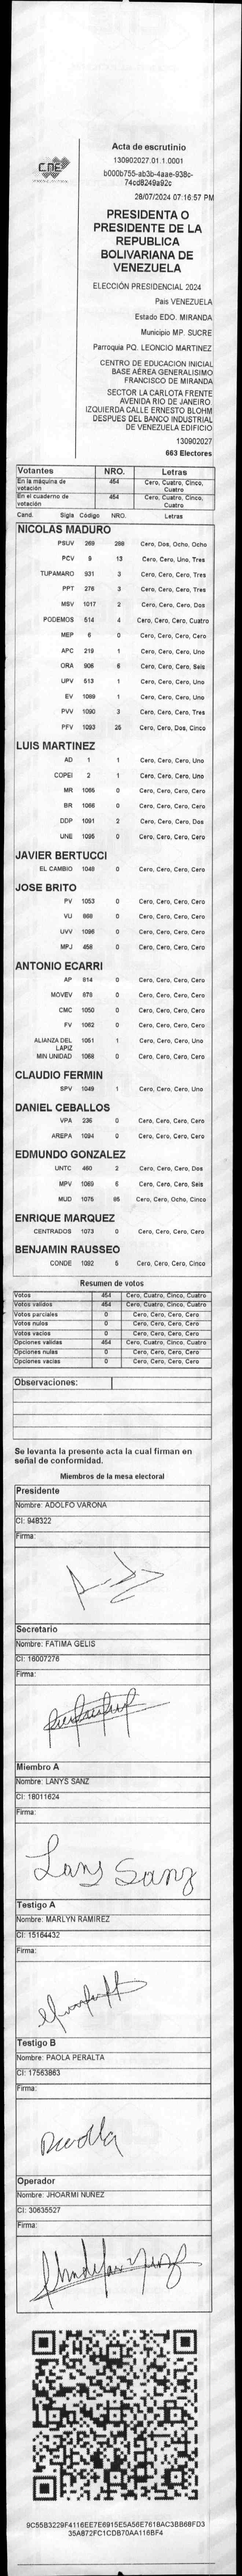 CDE
Acta de escrutinio
130902027.01.1.0001
b000b755-ab3b-4aae-938c-
74cd8249a92c
28/07/2024 07:16:57 PM
PRESIDENTA O
PRESIDENTE DE LA
REPUBLICA
BOLIVARIANA DE
VENEZUELA
ELECCIÓN PRESIDENCIAL 2024
Pais VENEZUELA
Estado EDO. MIRANDA
Municipio MP. SUCRE
Parroquia PQ. LEONCIO MARTINEZ
CENTRO DE EDUCACION INICIAL
BASE AEREA GENERALISIMO
FRANCISCO DE MIRANDA
SECTOR LA CARLOTA FRENTE
AVENIDA RIO DE JANEIRO.
IZQUIERDA CALLE ERNESTO BLOHM
DESPUES DEL BANCO INDUSTRIAL
DE VENEZUELA EDIFICIO
130902027
663 Electores
Votantes NRO. Letras
En la máquina de votación 454 Cero, Cuatro, Cinco, Cuatro
En el cuaderno de votación 454 Cero, Cuatro, Cinco, Cuatro
Cand. Sigla Código NRO. Letras
NICOLAS MADURO
PSUV 269 288 Cero, Dos, Ocho, Ocho
PCV 9 13 Cero, Cero, Uno, Tres
TUPAMARO 931 3 Cero, Cero, Cero, Tres
PPT 276 3 Cero, Cero, Cero, Tres
MSV 1017 2 Cero, Cero, Cero, Dos
PODEMOS 514 4 Cero, Cero, Cero, Cuatro
MEP 6 0 Cero, Cero, Cero, Cero
APC 219 1 Cero, Cero, Cero, Uno
ORA 906 6 Cero, Cero, Cero, Seis
UPV 513 1 Cero, Cero, Cero, Uno
EV 1099 1 Cero, Cero, Cero, Uno
PVV 1090 3 Cero, Cero, Cero, Tres
PFV 1093 25 Cero, Cero, Dos, Cinco
LUIS MARTINEZ
AD 1 1 Cero, Cero, Cero, Uno
COPEI 2 1 Cero, Cero, Cero, Uno
MR 1065 0 Cero, Cero, Cero, Cero
BR 1066 0 Cero, Cero, Cero, Cero
DDP 1091 2 Cero, Cero, Cero, Dos
UNE 1095 0 Cero, Cero, Cero, Cero
JAVIER BERTUCCI
EL CAMBIO 1048 0 Cero, Cero, Cero, Cero
JOSE BRITO
PV 1053 0 Cero, Cero, Cero, Cero
VU 0 Cero, Cero, Cero, Cero
UVV 1096 0 Cero, Cero, Cero, Cero
MPJ 458 0 Cero, Cero, Cero, Cero
ANTONIO ECARRI
AP 814 0 Cero, Cero, Cero, Cero
MOVEV 0 Cero, Cero, Cero, Cero
CMC 1050 0 Cero, Cero, Cero, Cero
FV 1062 0 Cero, Cero, Cero, Cero
ALIANZA DEL LAPIZ 1051 1 Cero, Cero, Cero, Uno
MIN UNIDAD 1068 0 Cero, Cero, Cero, Cero
CLAUDIO FERMIN
SPV 1049 1 Cero, Cero, Cero, Uno
DANIEL CEBALLOS
VPA 236 0 Cero, Cero, Cero, Cero
AREPA 1094 0 Cero, Cero, Cero, Cero
EDMUNDO GONZALEZ
UNTC 460 2 Cero, Cero, Cero, Dos
MPV 1069 6 Cero, Cero, Cero, Seis
MUD 1075 85 Cero, Cero, Ocho, Cinco
ENRIQUE MARQUEZ
CENTRADOS 1073 0 Cero, Cero, Cero, Cero
BENJAMIN RAUSSEO
CONDE 1092 5 Cero, Cero, Cero, Cinco
Resumen de votos
Votos 454 Cero, Cuatro, Cinco, Cuatro
Votos validos 454 Cero, Cuatro, Cinco, Cuatro
Votos parciales 0 Cero, Cero, Cero, Cero
Votos nulos 0 Cero, Cero, Cero, Cero
Votos vacios 0 Cero, Cero, Cero, Cero
Opciones validas 454 Cero, Cuatro, Cinco, Cuatro
Opciones nulas 0 Cero, Cero, Cero, Cero
Opciones vacias 0 Cero, Cero, Cero, Cero
Observaciones:
Se levanta la presente acta la cual firman en
señal de conformidad.
Miembros de la mesa electoral
Presidente
Nombre: ADOLFO VARONA
CI: 948322
Firma:
Secretario
Nombre: FATIMA GELIS
CI: 16007276
Firma:
Miembro A
Nombre: LANYS SANZ
CI: 18011624
Firma:
Lanys Sanz
Testigo A
Nombre: MARLYN RAMIREZ
CI: 15164432
Firma:
Testigo B
Nombre: PAOLA PERALTA
CI: 17563863
Firma:
Operador
Nombre: JHOARMI NUÑEZ
CI: 30635527
Firma:
9C55B3229F4116EE7E6915E5A56E7618AC3BB68FD3
35A872FC1CDB70AA116BF4